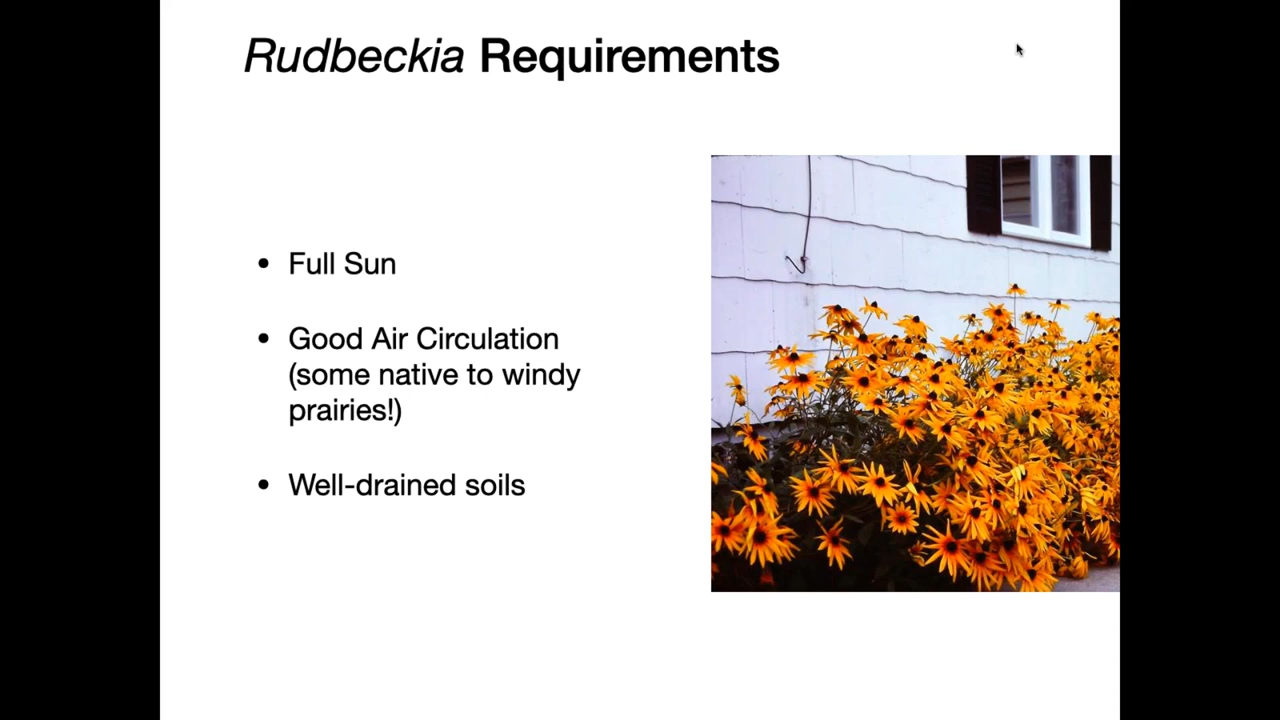 Rudbeckia Requirements
• Full Sun
• Good Air Circulation
(some native to windy
prairies!)
• Well-drained soils